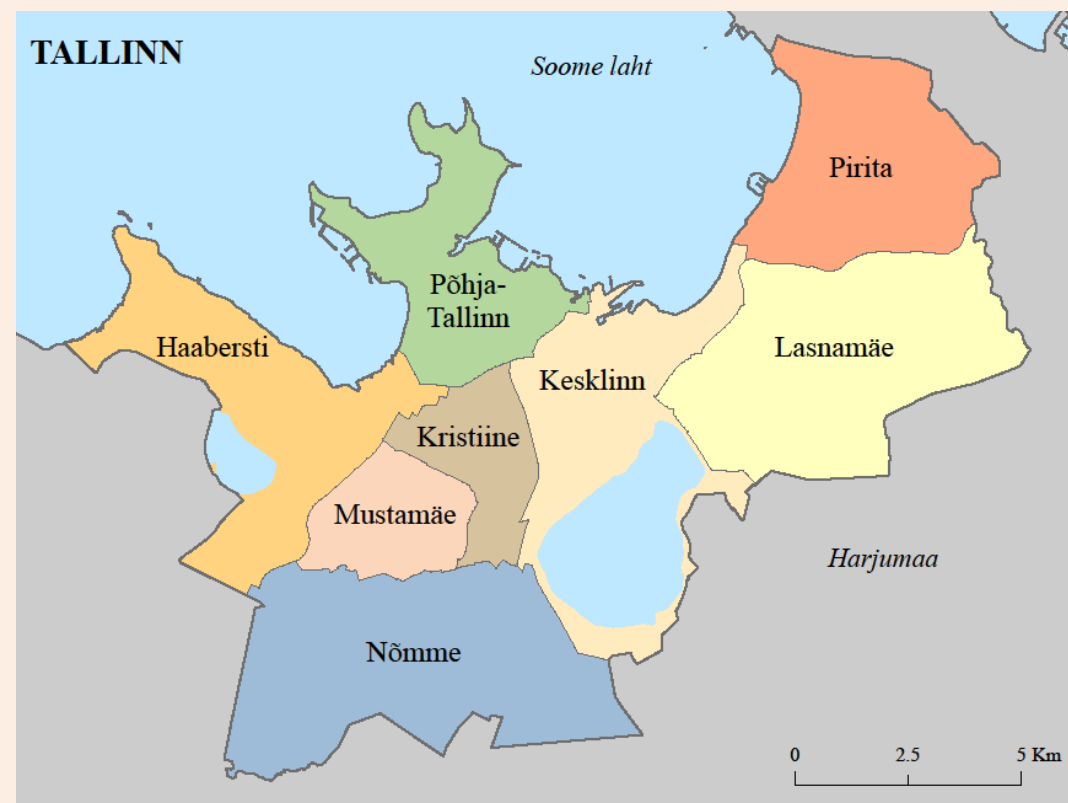 TALLINN
Soome laht
Pirita
Põhja-
Tallinn
Haabersti
Lasnamäe
Kesklinn
Kristiine
Mustamäe
Harjumaa
Nõmme
0 2.5 5 Km